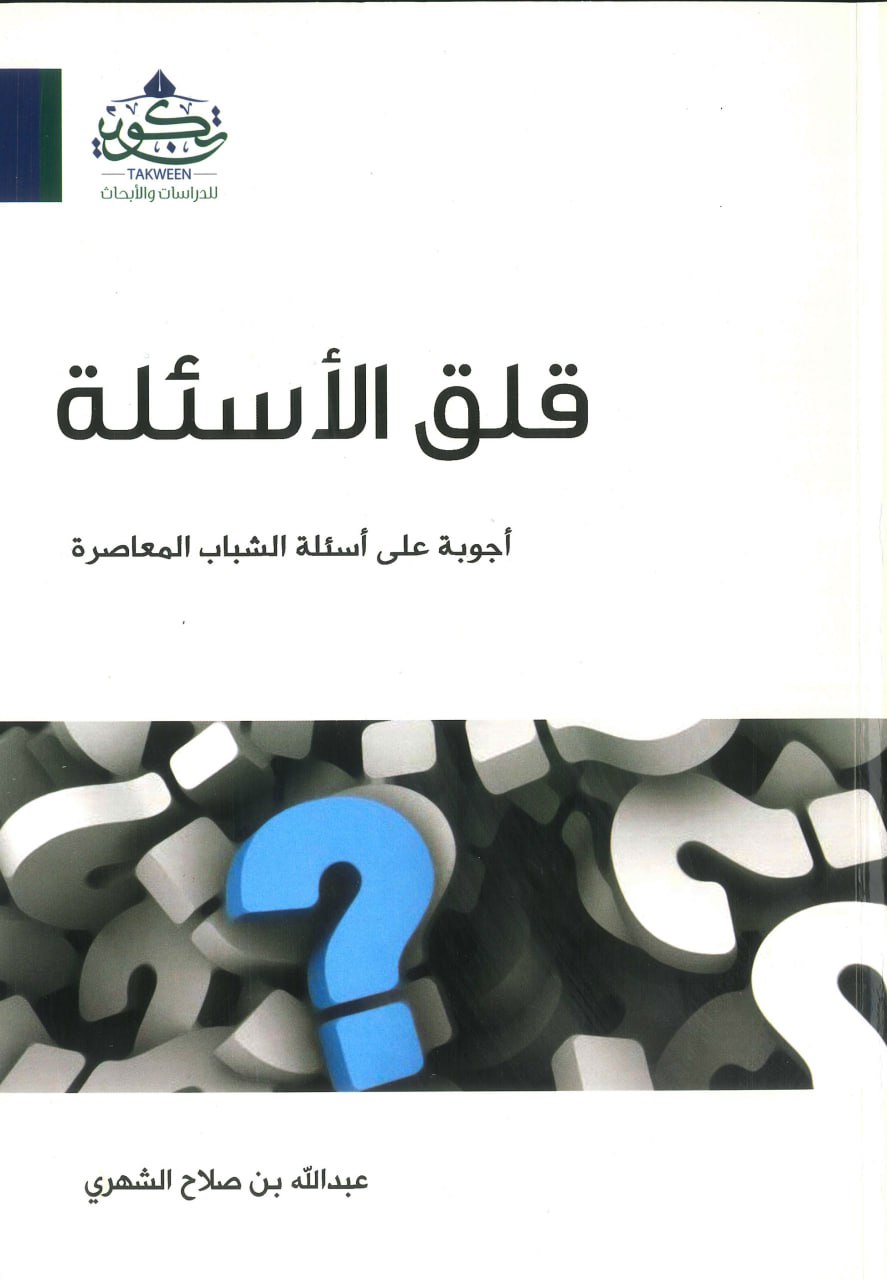 تكوين
TAKWEEN
للدراسات والأبحاث
قلق الأسئلة
أجوبة على أسئلة الشباب المعاصرة
عبدالله بن صلاح الشهري